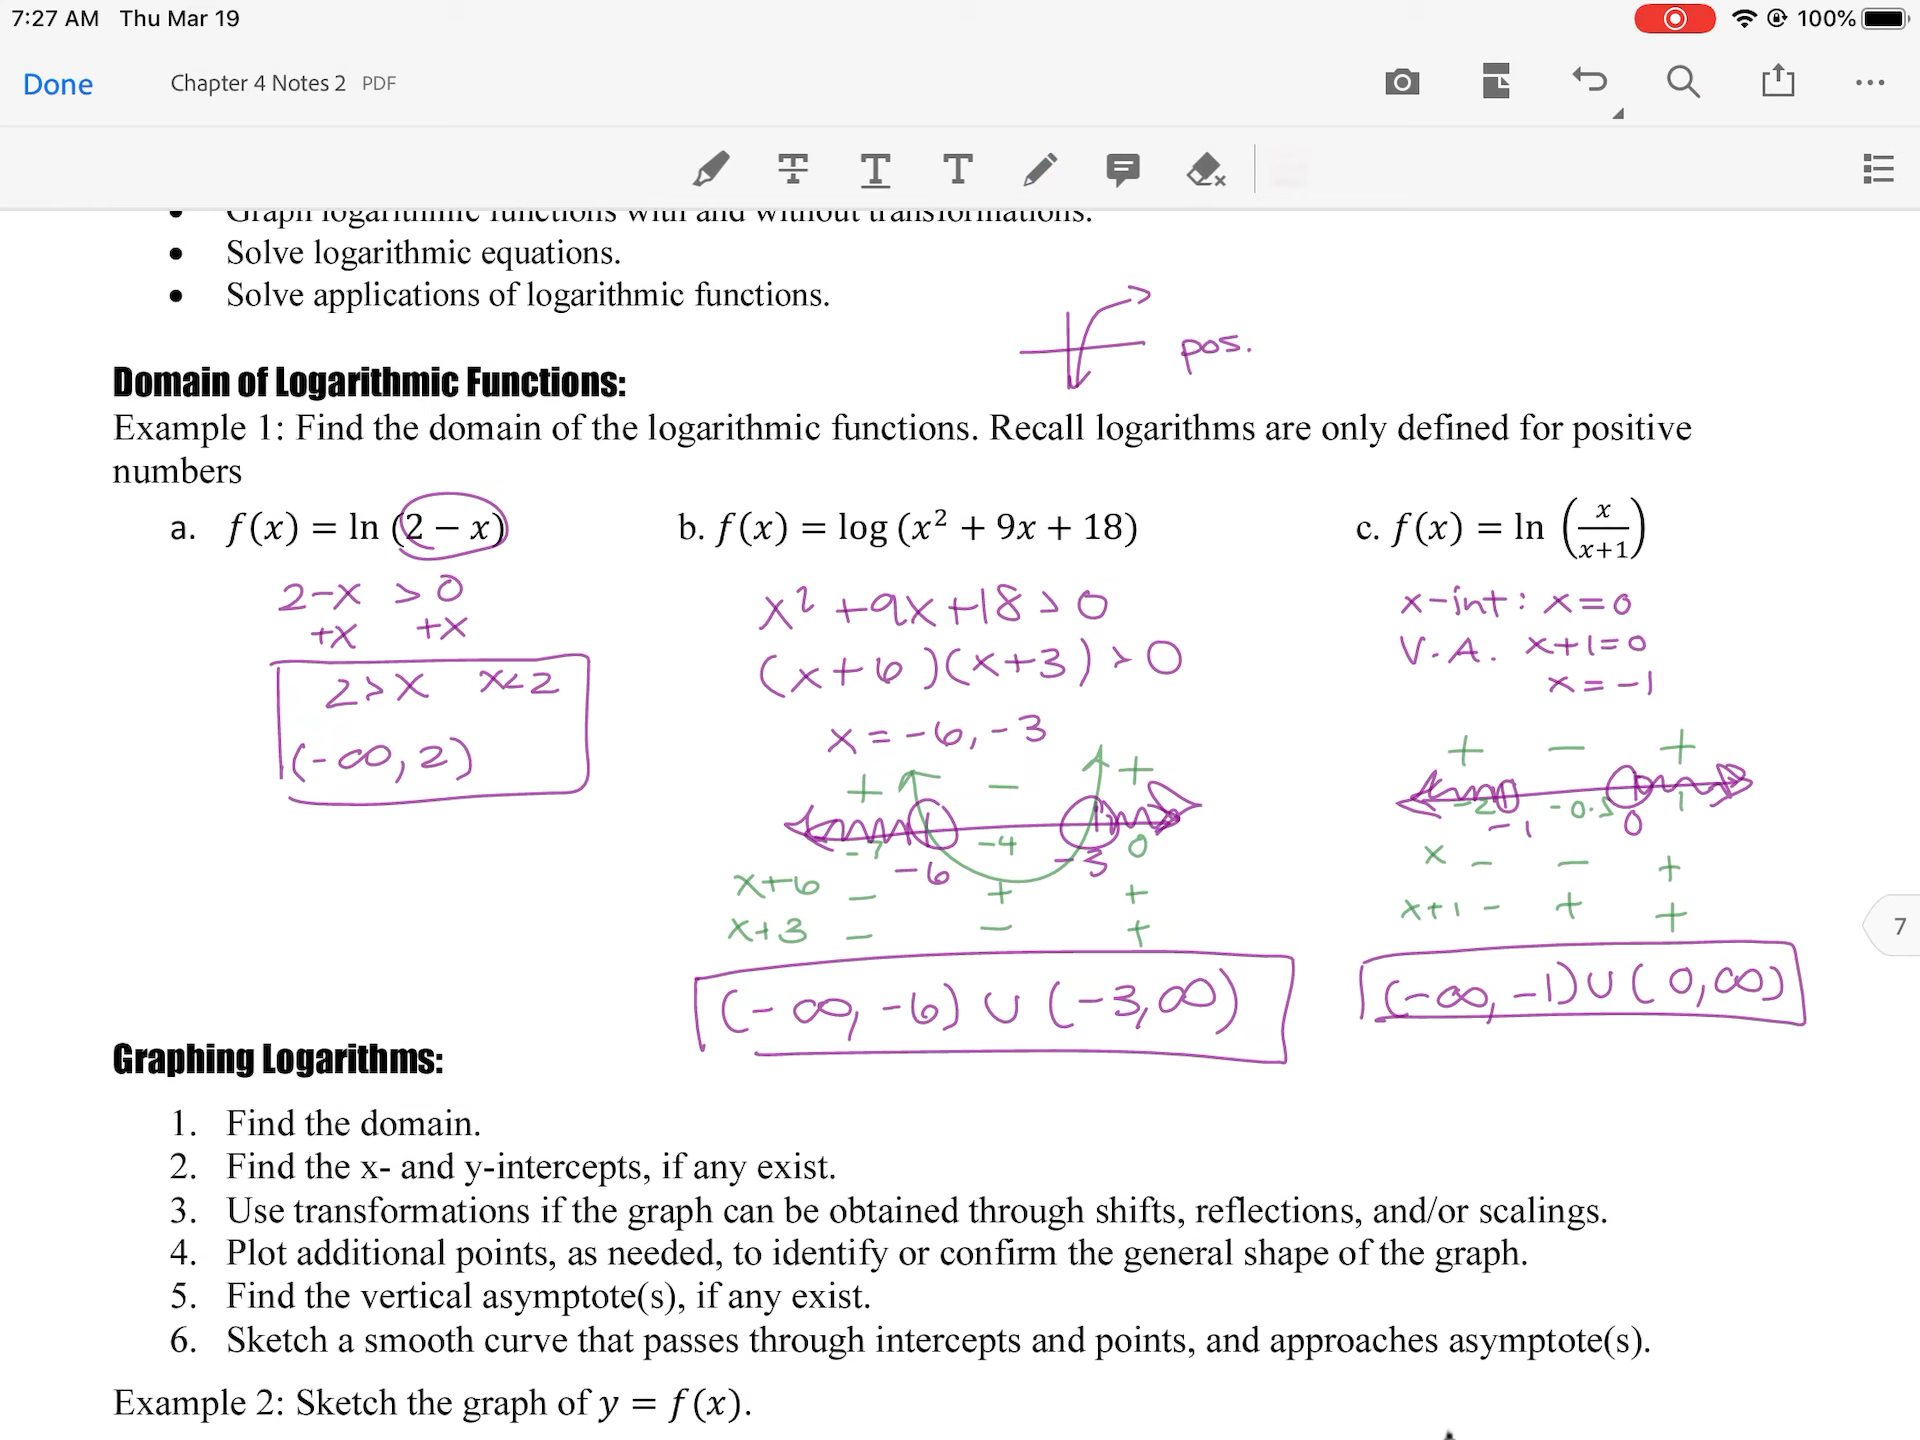 7:27 AM Thu Mar 19 100%
Done Chapter 4 Notes 2 PDF
• Graph logarithmic functions with and without transformations.
• Solve logarithmic equations.
• Solve applications of logarithmic functions.
pos.
Domain of Logarithmic Functions:
Example 1: Find the domain of the logarithmic functions. Recall logarithms are only defined for positive
numbers
a. f(x) = ln (2 − x)
2-x > 0
+x +x
2>x x<2
(-∞,2)
b. f(x) = log (x² + 9x + 18)
x² +9x+18>0
(x+6)(x+3)>0
x = -6, -3
+ − +
-7 -4 0
-6 -3
x+6 − + +
x+3 − − +
(-∞,-6) ∪ (-3,∞)
c. f(x) = ln (x/(x+1))
x-int: x=0
V.A. x+1=0
x = -1
+ − +
-2 -0.5 1
-1 0
x − − +
x+1 − + +
(-∞,-1)∪(0,∞)
7
Graphing Logarithms:
1. Find the domain.
2. Find the x- and y-intercepts, if any exist.
3. Use transformations if the graph can be obtained through shifts, reflections, and/or scalings.
4. Plot additional points, as needed, to identify or confirm the general shape of the graph.
5. Find the vertical asymptote(s), if any exist.
6. Sketch a smooth curve that passes through intercepts and points, and approaches asymptote(s).
Example 2: Sketch the graph of y = f(x).